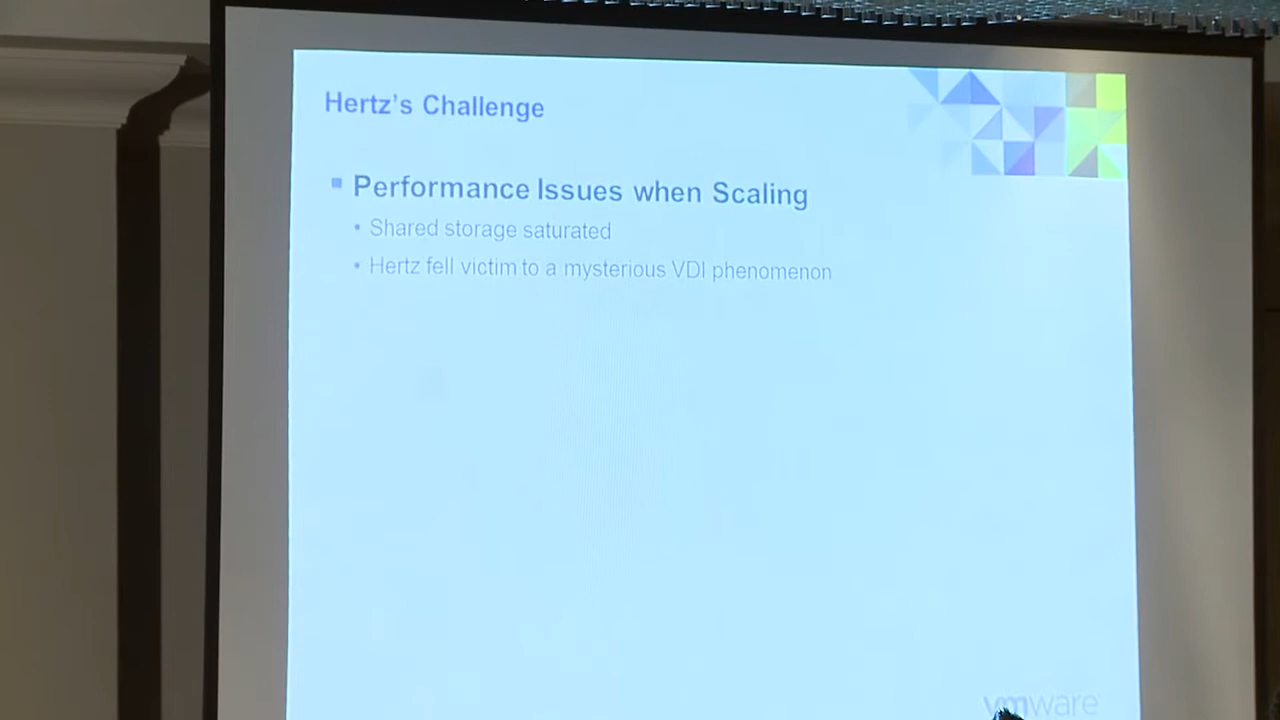 Hertz's Challenge
Performance Issues when Scaling
Shared storage saturated
Hertz fell victim to a mysterious VDI phenomenon
vmware